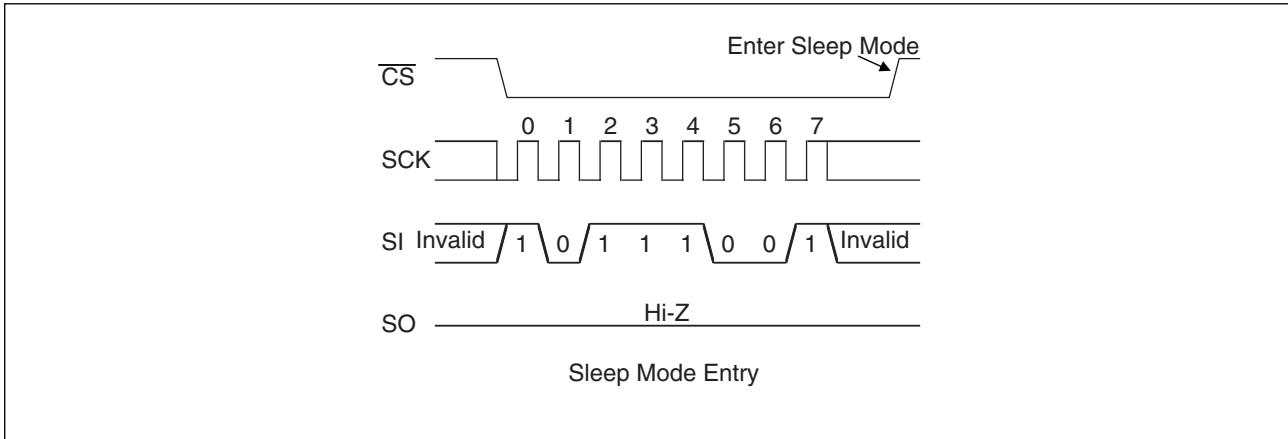 Enter Sleep Mode
CS
0 1 2 3 4 5 6 7
SCK
SI Invalid 1 0 1 1 1 0 0 1 Invalid
Hi-Z
SO
Sleep Mode Entry